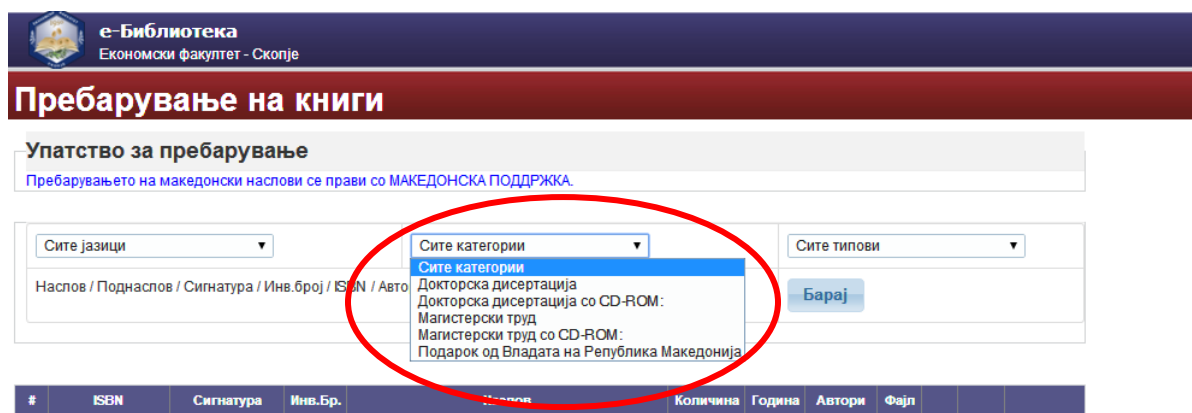 е-Библиотека
Економски факултет - Скопје
Пребарување на книги
Упатство за пребарување
Пребарувањето на македонски наслови се прави со МАКЕДОНСКА ПОДДРЖКА.
Сите јазици
Сите категории
Сите типови
Сите категории
Докторска дисертација
Докторска дисертација со CD-ROM:
Магистерски труд
Магистерски труд со CD-ROM:
Подарок од Владата на Република Македонија
Наслов / Поднаслов / Сигнатура / Инв.број / ISBN / Авто
Барај
# ISBN Сигнатура Инв.Бр. Наслов Количина Година Автори Фајл